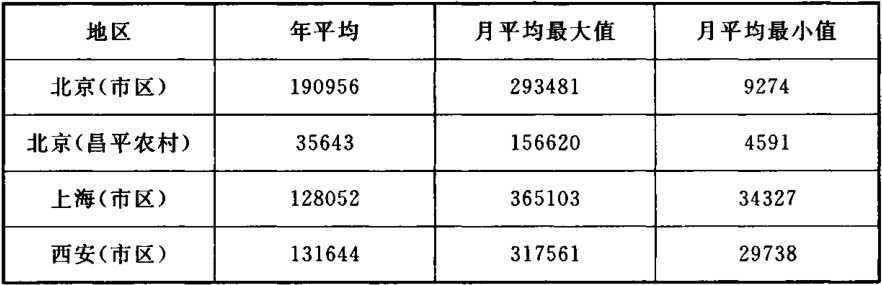 地区 年平均 月平均最大值 月平均最小值
北京(市区) 190956 293481 9274
北京(昌平农村) 35643 156620 4591
上海(市区) 128052 365103 34327
西安(市区) 131644 317561 29738